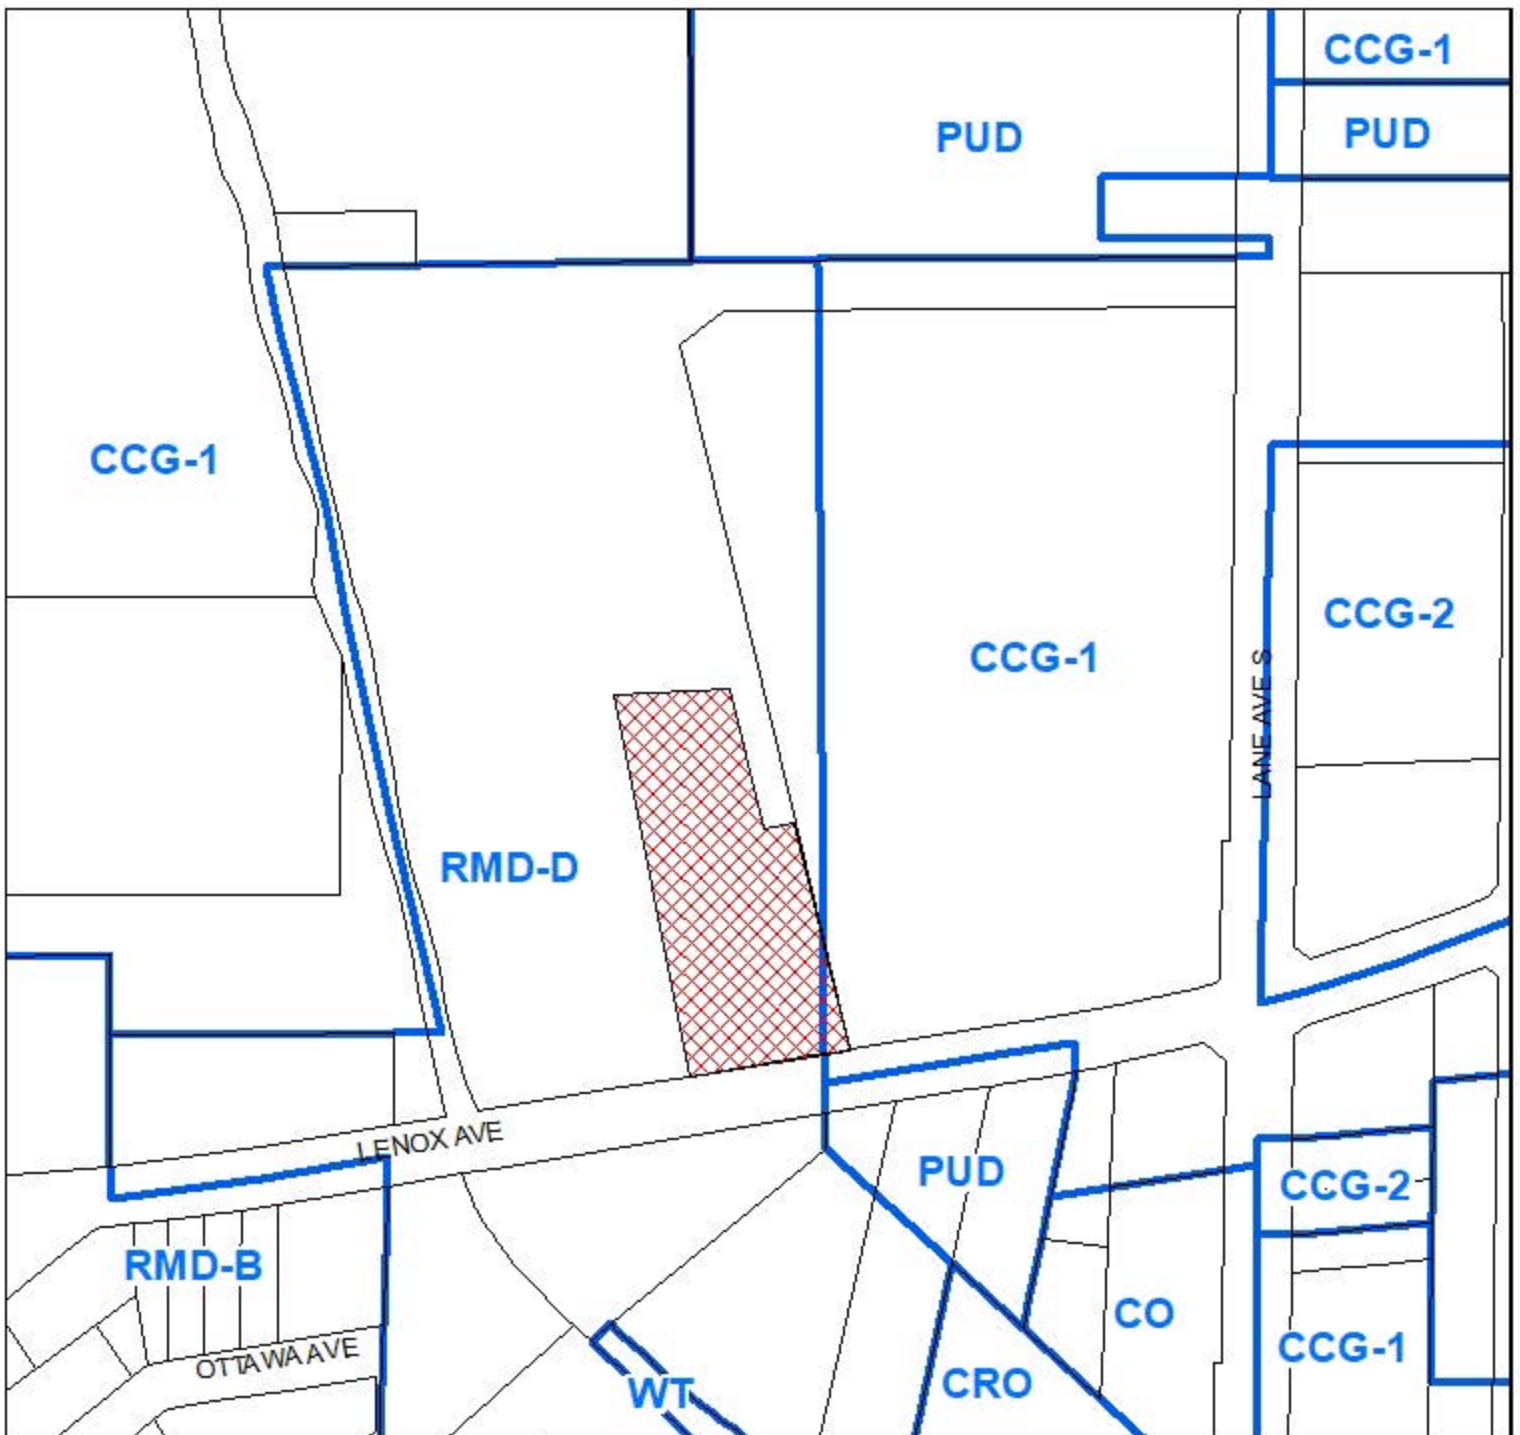 CCG-1
PUD
PUD
CCG-1
CCG-2
CCG-1
LANE AVE S
RMD-D
LENOX AVE
PUD
CCG-2
RMD-B
CO
OTTAWA AVE
CCG-1
WT
CRO